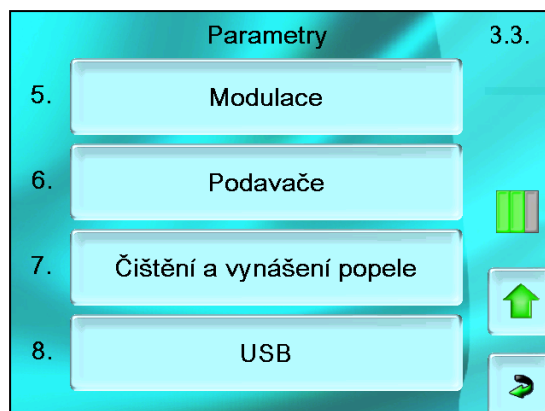 Parametry 3.3.
5. Modulace
6. Podavače
7. Čištění a vynášení popele
8. USB